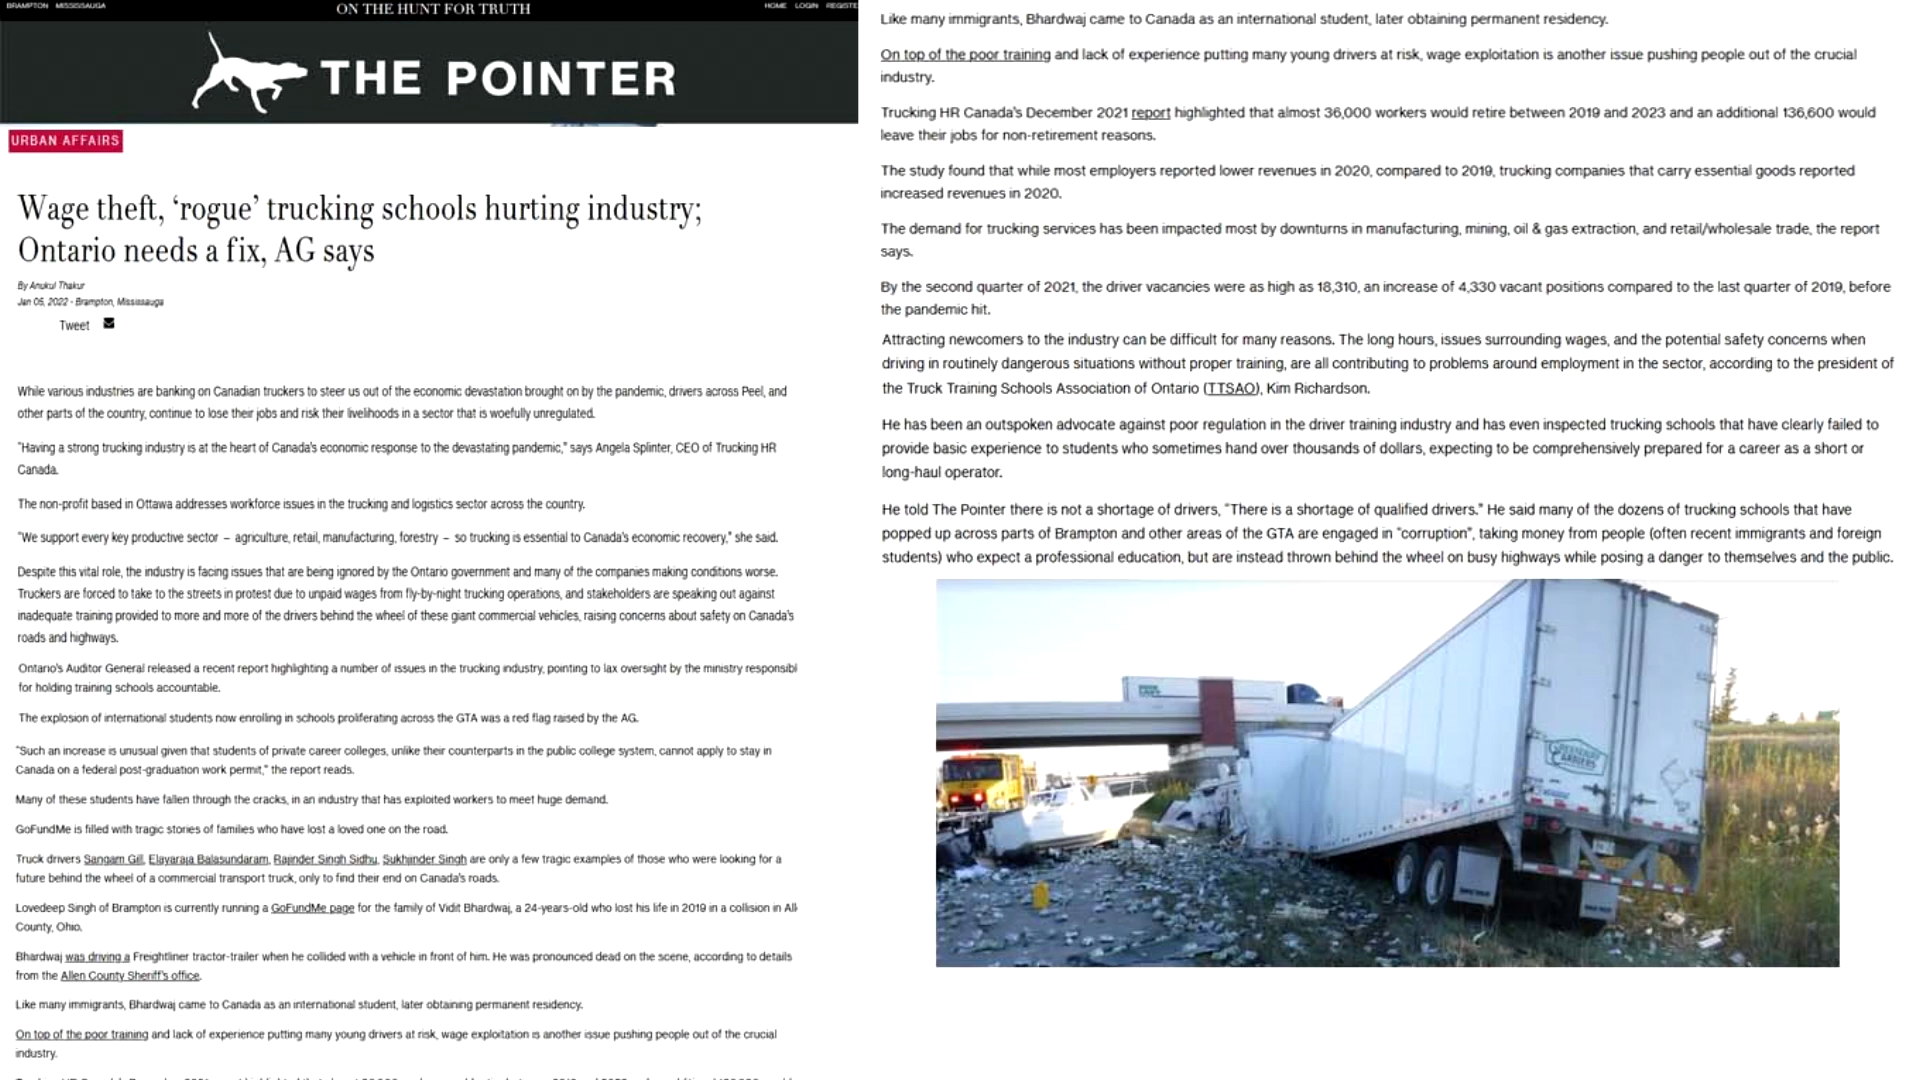 BRAMPTON MISSISSAUGA
ON THE HUNT FOR TRUTH
HOME LOGIN REGISTE
THE POINTER
URBAN AFFAIRS
Wage theft, ‘rogue’ trucking schools hurting industry;
Ontario needs a fix, AG says
By Anukul Thakur
Jan 05, 2022 - Brampton, Mississauga
Tweet
While various industries are banking on Canadian truckers to steer us out of the economic devastation brought on by the pandemic, drivers across Peel, and
other parts of the country, continue to lose their jobs and risk their livelihoods in a sector that is woefully unregulated.
“Having a strong trucking industry is at the heart of Canada’s economic response to the devastating pandemic,” says Angela Splinter, CEO of Trucking HR
Canada.
The non-profit based in Ottawa addresses workforce issues in the trucking and logistics sector across the country.
“We support every key productive sector – agriculture, retail, manufacturing, forestry – so trucking is essential to Canada’s economic recovery,” she said.
Despite this vital role, the industry is facing issues that are being ignored by the Ontario government and many of the companies making conditions worse.
Truckers are forced to take to the streets in protest due to unpaid wages from fly-by-night trucking operations, and stakeholders are speaking out against
inadequate training provided to more and more of the drivers behind the wheel of these giant commercial vehicles, raising concerns about safety on Canada’s
roads and highways.
Ontario’s Auditor General released a recent report highlighting a number of issues in the trucking industry, pointing to lax oversight by the ministry responsibl
for holding training schools accountable.
The explosion of international students now enrolling in schools proliferating across the GTA was a red flag raised by the AG.
“Such an increase is unusual given that students of private career colleges, unlike their counterparts in the public college system, cannot apply to stay in
Canada on a federal post-graduation work permit,” the report reads.
Many of these students have fallen through the cracks, in an industry that has exploited workers to meet huge demand.
GoFundMe is filled with tragic stories of families who have lost a loved one on the road.
Truck drivers Sangam Gill, Elayaraja Balasundaram, Rajinder Singh Sidhu, Sukhjinder Singh are only a few tragic examples of those who were looking for a
future behind the wheel of a commercial transport truck, only to find their end on Canada’s roads.
Lovedeep Singh of Brampton is currently running a GoFundMe page for the family of Vidit Bhardwaj, a 24-years-old who lost his life in 2019 in a collision in All
County, Ohio.
Bhardwaj was driving a Freightliner tractor-trailer when he collided with a vehicle in front of him. He was pronounced dead on the scene, according to details
from the Allen County Sheriff’s office.
Like many immigrants, Bhardwaj came to Canada as an international student, later obtaining permanent residency.
On top of the poor training and lack of experience putting many young drivers at risk, wage exploitation is another issue pushing people out of the crucial
industry.
Like many immigrants, Bhardwaj came to Canada as an international student, later obtaining permanent residency.
On top of the poor training and lack of experience putting many young drivers at risk, wage exploitation is another issue pushing people out of the crucial
industry.
Trucking HR Canada’s December 2021 report highlighted that almost 36,000 workers would retire between 2019 and 2023 and an additional 136,600 would
leave their jobs for non-retirement reasons.
The study found that while most employers reported lower revenues in 2020, compared to 2019, trucking companies that carry essential goods reported
increased revenues in 2020.
The demand for trucking services has been impacted most by downturns in manufacturing, mining, oil & gas extraction, and retail/wholesale trade, the report
says.
By the second quarter of 2021, the driver vacancies were as high as 18,310, an increase of 4,330 vacant positions compared to the last quarter of 2019, before
the pandemic hit.
Attracting newcomers to the industry can be difficult for many reasons. The long hours, issues surrounding wages, and the potential safety concerns when
driving in routinely dangerous situations without proper training, are all contributing to problems around employment in the sector, according to the president of
the Truck Training Schools Association of Ontario (TTSAO), Kim Richardson.
He has been an outspoken advocate against poor regulation in the driver training industry and has even inspected trucking schools that have clearly failed to
provide basic experience to students who sometimes hand over thousands of dollars, expecting to be comprehensively prepared for a career as a short or
long-haul operator.
He told The Pointer there is not a shortage of drivers, “There is a shortage of qualified drivers.” He said many of the dozens of trucking schools that have
popped up across parts of Brampton and other areas of the GTA are engaged in “corruption”, taking money from people (often recent immigrants and foreign
students) who expect a professional education, but are instead thrown behind the wheel on busy highways while posing a danger to themselves and the public.
CARRIERS